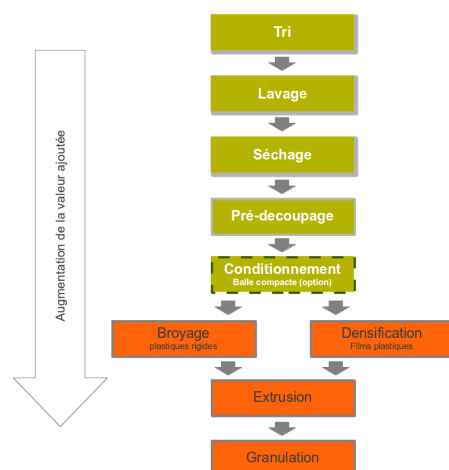 Tri
Lavage
Séchage
Pré-decoupage
Conditionnement
Balle compacte (option)
Broyage
plastiques rigides
Densification
Films plastiques
Extrusion
Granulation
Augmentation de la valeur ajoutée